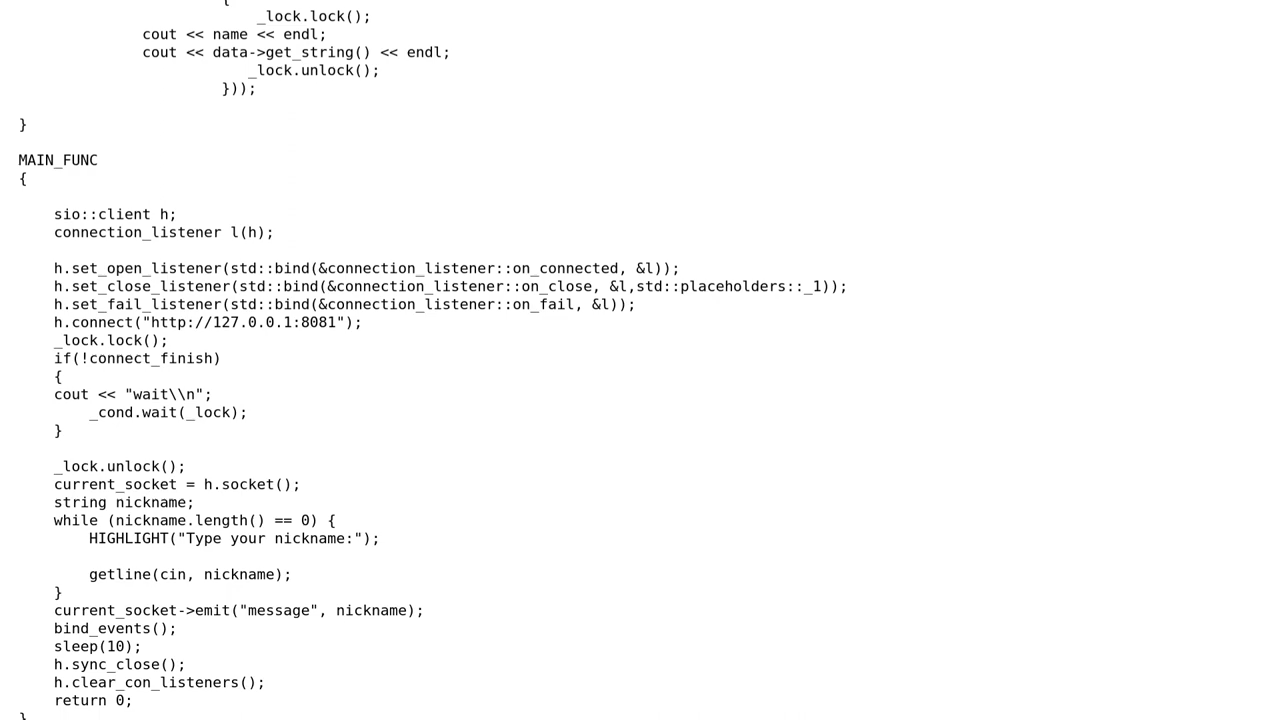 {
_lock.lock();
cout << name << endl;
cout << data->get_string() << endl;
_lock.unlock();
}));
}
MAIN_FUNC
{
sio::client h;
connection_listener l(h);
h.set_open_listener(std::bind(&connection_listener::on_connected, &l));
h.set_close_listener(std::bind(&connection_listener::on_close, &l,std::placeholders::_1));
h.set_fail_listener(std::bind(&connection_listener::on_fail, &l));
h.connect("http://127.0.0.1:8081");
_lock.lock();
if(!connect_finish)
{
cout << "wait\\n";
_cond.wait(_lock);
}
_lock.unlock();
current_socket = h.socket();
string nickname;
while (nickname.length() == 0) {
HIGHLIGHT("Type your nickname:");
getline(cin, nickname);
}
current_socket->emit("message", nickname);
bind_events();
sleep(10);
h.sync_close();
h.clear_con_listeners();
return 0;
}